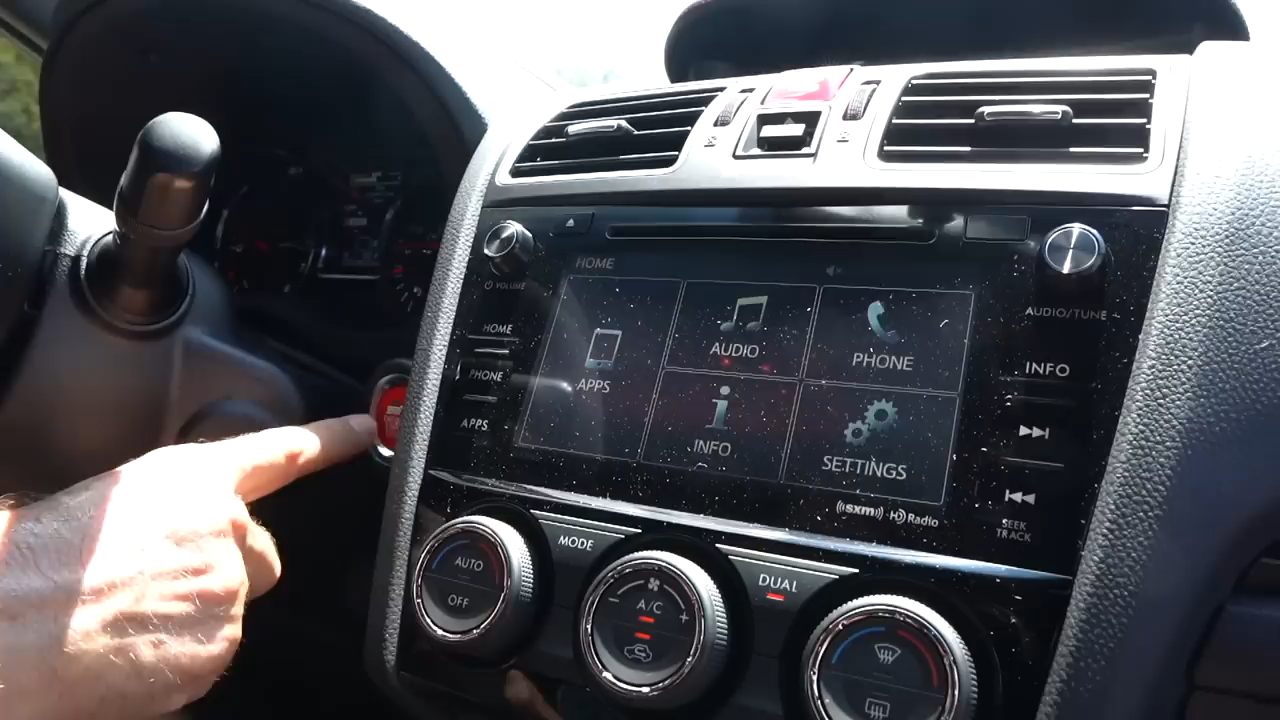 HOME
VOLUME
AUDIO/TUNE
HOME
PHONE
APPS
APPS
AUDIO
PHONE
INFO
SETTINGS
INFO
SEEK
TRACK
((sxm)) HD Radio
AUTO
OFF
MODE
A/C
DUAL